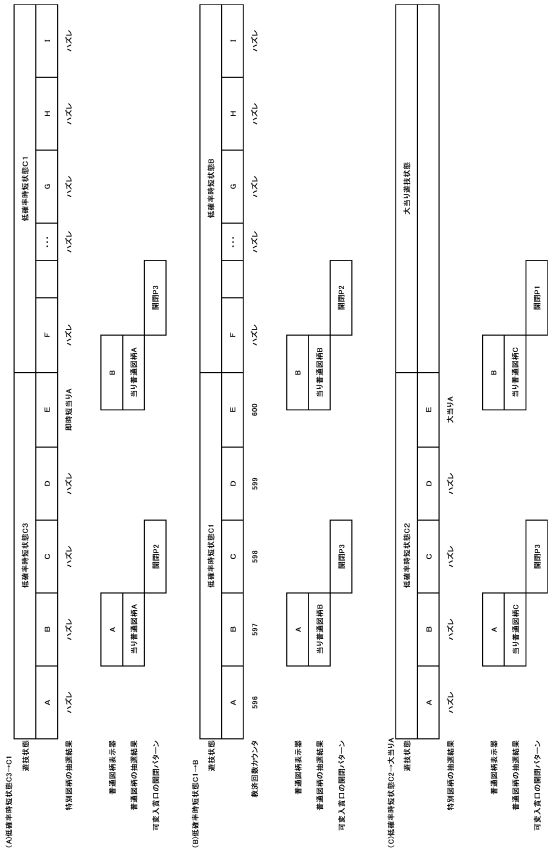 (A)低確率時短状態C3→C1
遊技状態 低確率時短状態C3 低確率時短状態C1
A B C D E F ・・・ G H I
特別図柄の抽選結果 ハズレ ハズレ ハズレ ハズレ 即時短当りA ハズレ ハズレ ハズレ ハズレ ハズレ
普通図柄表示器 A B
普通図柄の抽選結果 当り普通図柄A 当り普通図柄A
可変入賞口の開閉パターン 開閉P2 開閉P3
(B)低確率時短状態C1→B
遊技状態 低確率時短状態C1 低確率時短状態B
A B C D E F ・・・ G H I
救済回数カウンタ 596 597 598 599 600 ハズレ ハズレ ハズレ ハズレ ハズレ
普通図柄表示器 A B
普通図柄の抽選結果 当り普通図柄B 当り普通図柄B
可変入賞口の開閉パターン 開閉P3 開閉P2
(C)低確率時短状態C2→大当りA
遊技状態 低確率時短状態C2 大当り遊技状態
A B C D E
特別図柄の抽選結果 ハズレ ハズレ ハズレ ハズレ 大当りA
普通図柄表示器 A B
普通図柄の抽選結果 当り普通図柄C 当り普通図柄C
可変入賞口の開閉パターン 開閉P3 開閉P1